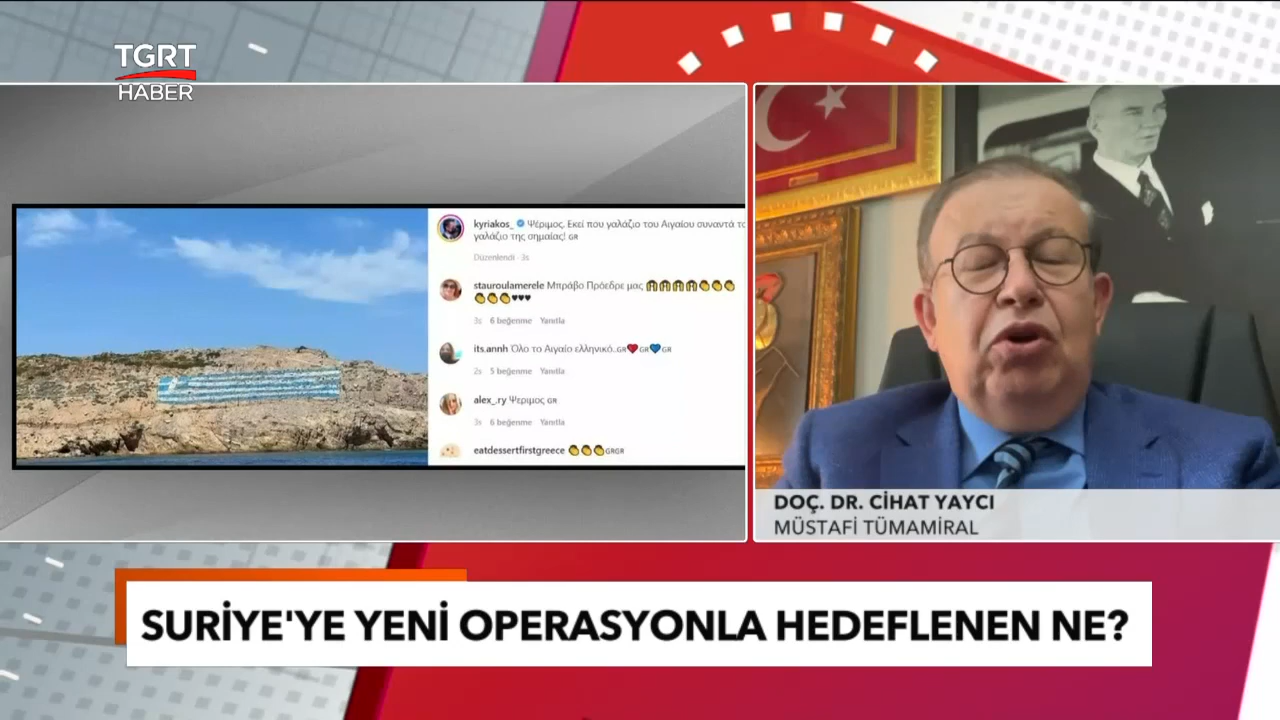 TGRT
HABER
kyriakos_ Ψέριμος. Εκεί που γαλάζιο του Αιγαίου συναντά το
γαλάζιο της σημαίας! GR
Düzenlendi · 3s
stauroulamerele Μπράβο Πρόεδρε μας
3s 6 beğenme Yanıtla
its.annh Όλο το Αιγαίο ελληνικό..GR❤️GR💙GR
2s 5 beğenme Yanıtla
alex_.ry Ψεριμος GR
3s 6 beğenme Yanıtla
eatdessertfirstgreece 👏👏👏GRGR
DOÇ. DR. CİHAT YAYCI
MÜSTAFİ TÜMAMİRAL
SURİYE'YE YENİ OPERASYONLA HEDEFLENEN NE?